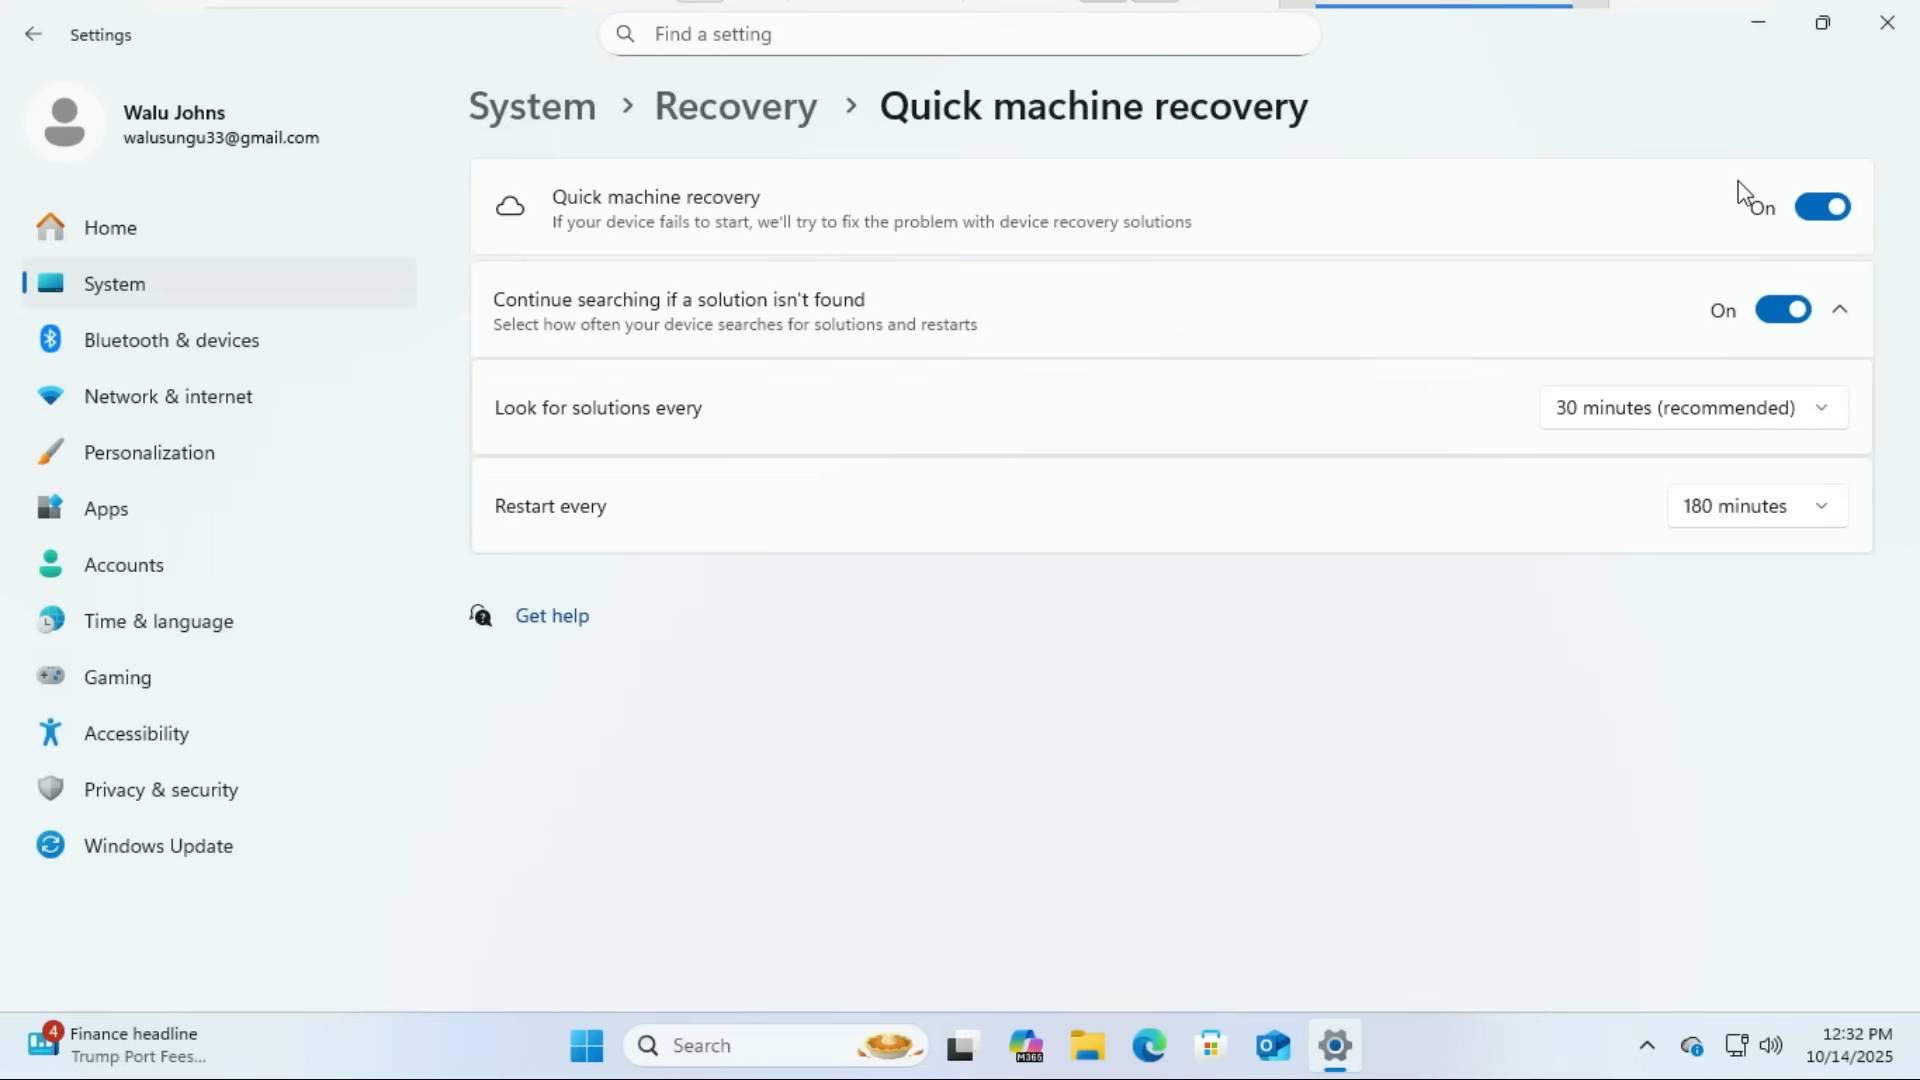 Settings
Find a setting
Walu Johns
walusungu33@gmail.com
Home
System
Bluetooth & devices
Network & internet
Personalization
Apps
Accounts
Time & language
Gaming
Accessibility
Privacy & security
Windows Update
System > Recovery > Quick machine recovery
Quick machine recovery
If your device fails to start, we'll try to fix the problem with device recovery solutions
On
Continue searching if a solution isn't found
Select how often your device searches for solutions and restarts
On
Look for solutions every
30 minutes (recommended)
Restart every
180 minutes
Get help
4
Finance headline
Trump Port Fees...
Search
M365
12:32 PM
10/14/2025